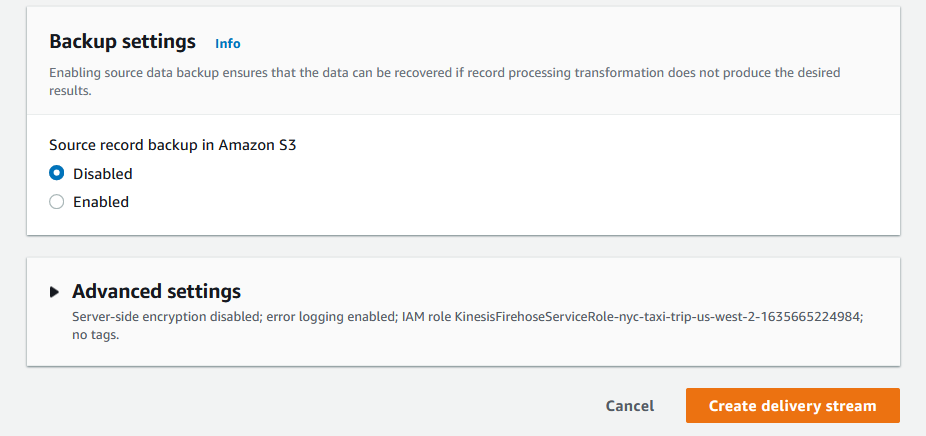 Backup settings Info
Enabling source data backup ensures that the data can be recovered if record processing transformation does not produce the desired
results.
Source record backup in Amazon S3
Disabled
Enabled
Advanced settings
Server-side encryption disabled; error logging enabled; IAM role KinesisFirehoseServiceRole-nyc-taxi-trip-us-west-2-1635665224984;
no tags.
Cancel Create delivery stream